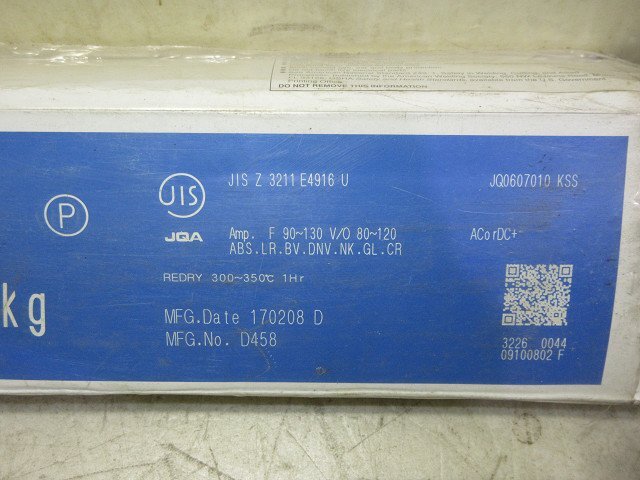 DO NOT REMOVE THIS INFORMATION
P
JIS
JIS Z 3211 E4916 U
JQ0607010 KSS
JQA
Amp. F 90~130 V/O 80~120
ACorDC+
ABS.LR.BV.DNV.NK.GL.CR
REDRY 300~350℃ 1Hr
kg
MFG.Date 170208 D
MFG.No. D458
3226 0044
09100802 F